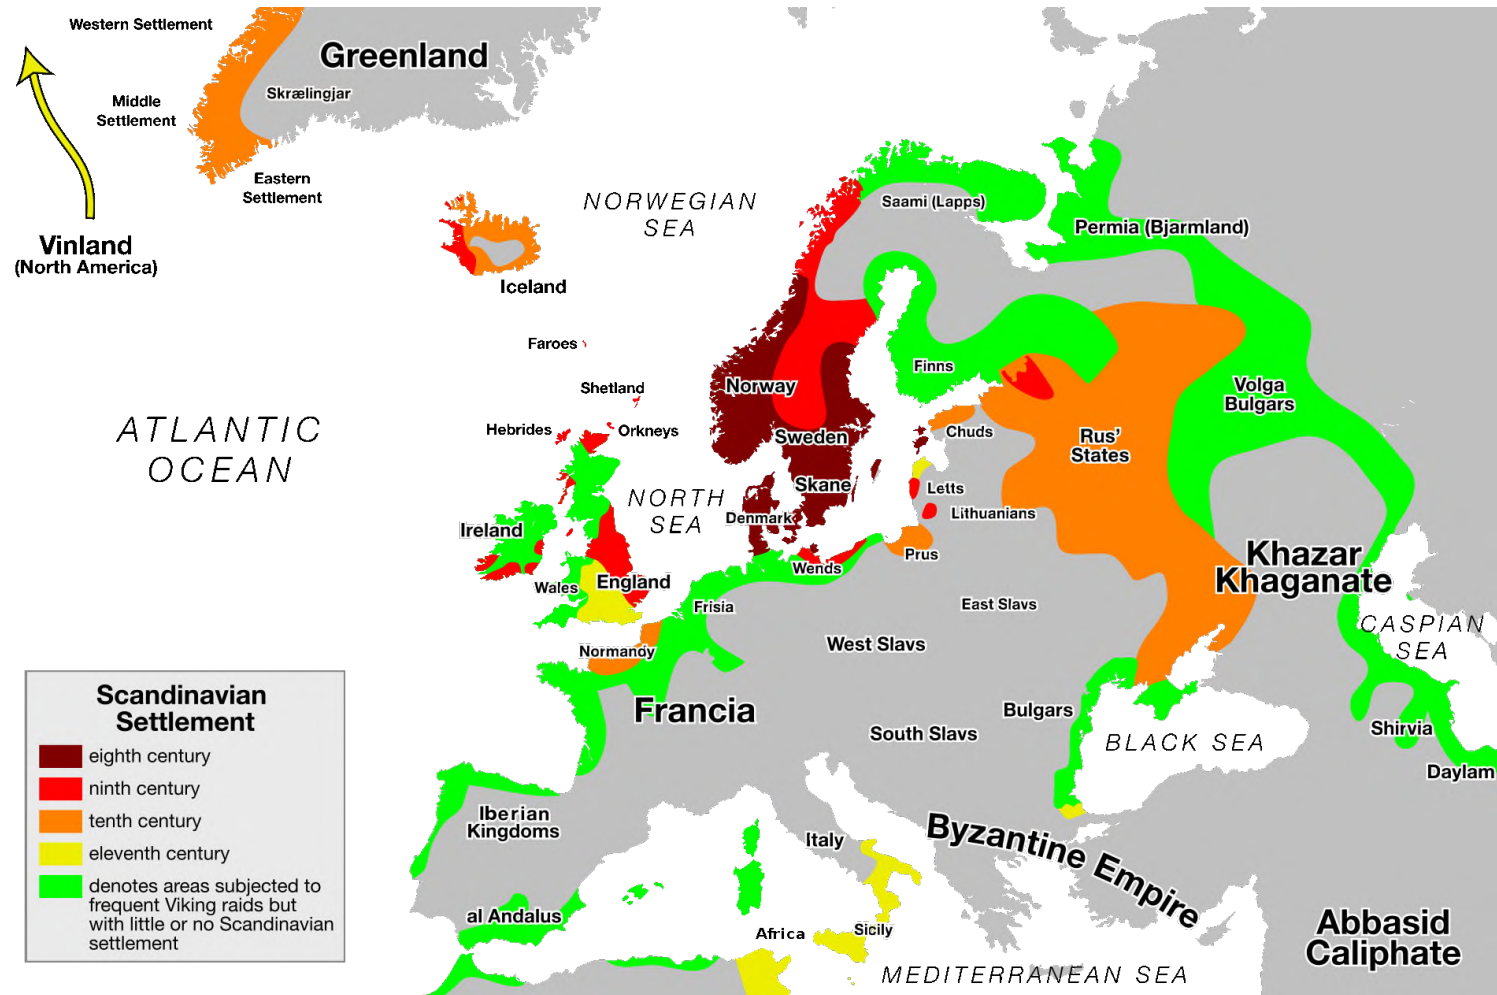 Western Settlement
Greenland
Skrælingjar
Middle
Settlement
Eastern
Settlement
Vinland
(North America)
NORWEGIAN
SEA
Saami (Lapps)
Permia (Bjarmland)
Iceland
Faroes
Shetland
Hebrides
Orkneys
Norway
Sweden
Finns
Volga
Bulgars
Chuds
Rus'
States
ATLANTIC
OCEAN
NORTH
SEA
Skane
Denmark
Letts
Lithuanians
Ireland
Prus
Wends
Khazar
Khaganate
Wales
England
Frisia
East Slavs
CASPIAN
SEA
West Slavs
Normandy
Francia
Bulgars
South Slavs
BLACK SEA
Shirvia
Daylam
Iberian
Kingdoms
Italy
Byzantine Empire
al Andalus
Africa
Sicily
Abbasid
Caliphate
MEDITERRANEAN SEA
Scandinavian
Settlement
eighth century
ninth century
tenth century
eleventh century
denotes areas subjected to
frequent Viking raids but
with little or no Scandinavian
settlement